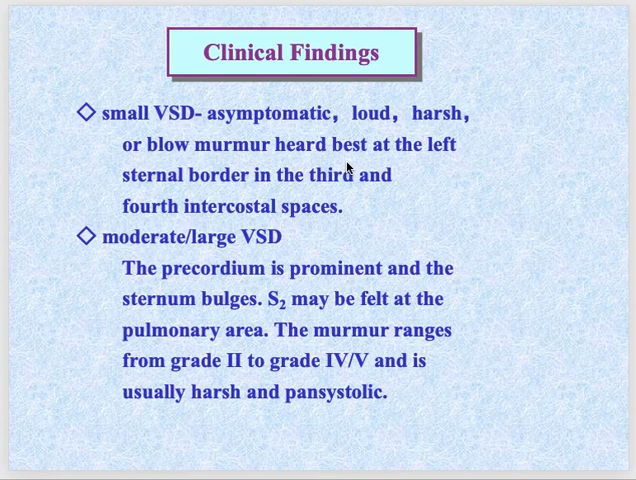 Clinical Findings
◇ small VSD- asymptomatic，loud，harsh，
or blow murmur heard best at the left
sternal border in the third and
fourth intercostal spaces.
◇ moderate/large VSD
The precordium is prominent and the
sternum bulges. S₂ may be felt at the
pulmonary area. The murmur ranges
from grade II to grade IV/V and is
usually harsh and pansystolic.